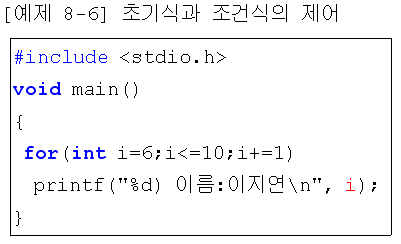 [예제 8-6] 초기식과 조건식의 제어
#include <stdio.h>
void main()
{
for(int i=6;i<=10;i+=1)
printf("%d) 이름:이지연\n", i);
}